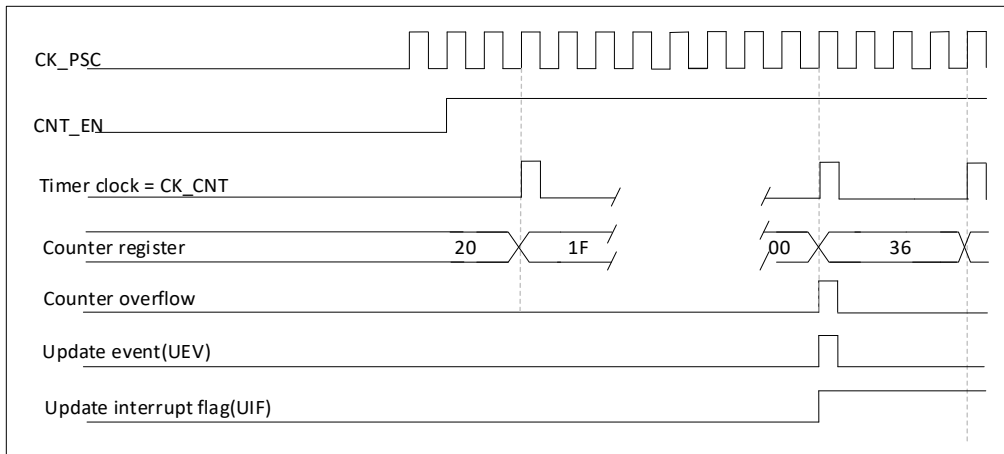 CK_PSC
CNT_EN
Timer clock = CK_CNT
Counter register 20 1F 00 36
Counter overflow
Update event(UEV)
Update interrupt flag(UIF)